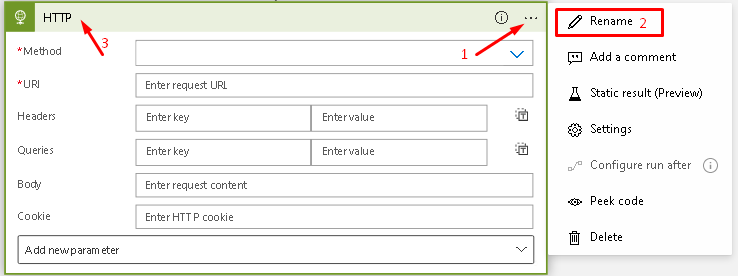 HTTP
3
1
*Method
*URI
Enter request URL
Headers
Enter key
Enter value
Queries
Enter key
Enter value
Body
Enter request content
Cookie
Enter HTTP cookie
Add new parameter
Rename 2
Add a comment
Static result (Preview)
Settings
Configure run after
Peek code
Delete